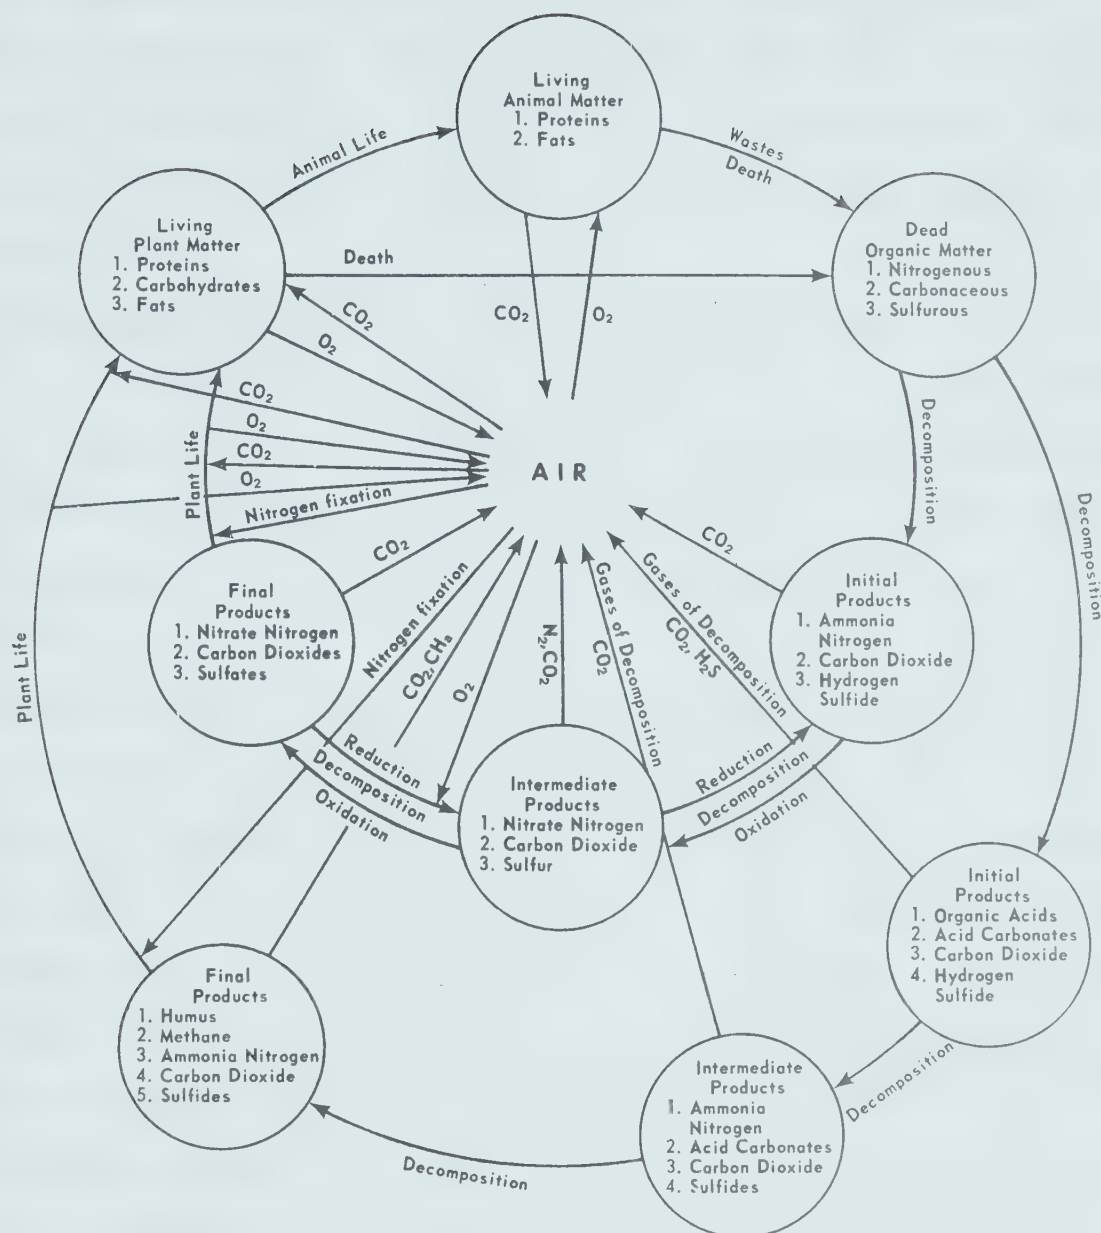 Living
Animal Matter
1. Proteins
2. Fats
Animal Life
Wastes
Death
Living
Plant Matter
1. Proteins
2. Carbohydrates
3. Fats
Death
Dead
Organic Matter
1. Nitrogenous
2. Carbonaceous
3. Sulfurous
CO₂
O₂
CO₂
O₂
CO₂
O₂
CO₂
O₂
Nitrogen fixation
Plant Life
Plant Life
AIR
Decomposition
Decomposition
CO₂
Nitrogen fixation
CO₂, CH₃
O₂
N₂, CO₂
Gases of Decomposition
CO₂
Gases of Decomposition
CO₂, H₂S
CO₂
Final
Products
1. Nitrate Nitrogen
2. Carbon Dioxides
3. Sulfates
Initial
Products
1. Ammonia
Nitrogen
2. Carbon Dioxide
3. Hydrogen
Sulfide
Reduction
Decomposition
Oxidation
Intermediate
Products
1. Nitrate Nitrogen
2. Carbon Dioxide
3. Sulfur
Reduction
Decomposition
Oxidation
Initial
Products
1. Organic Acids
2. Acid Carbonates
3. Carbon Dioxide
4. Hydrogen
Sulfide
Final
Products
1. Humus
2. Methane
3. Ammonia Nitrogen
4. Carbon Dioxide
5. Sulfides
Decomposition
Intermediate
Products
1. Ammonia
Nitrogen
2. Acid Carbonates
3. Carbon Dioxide
4. Sulfides
Decomposition